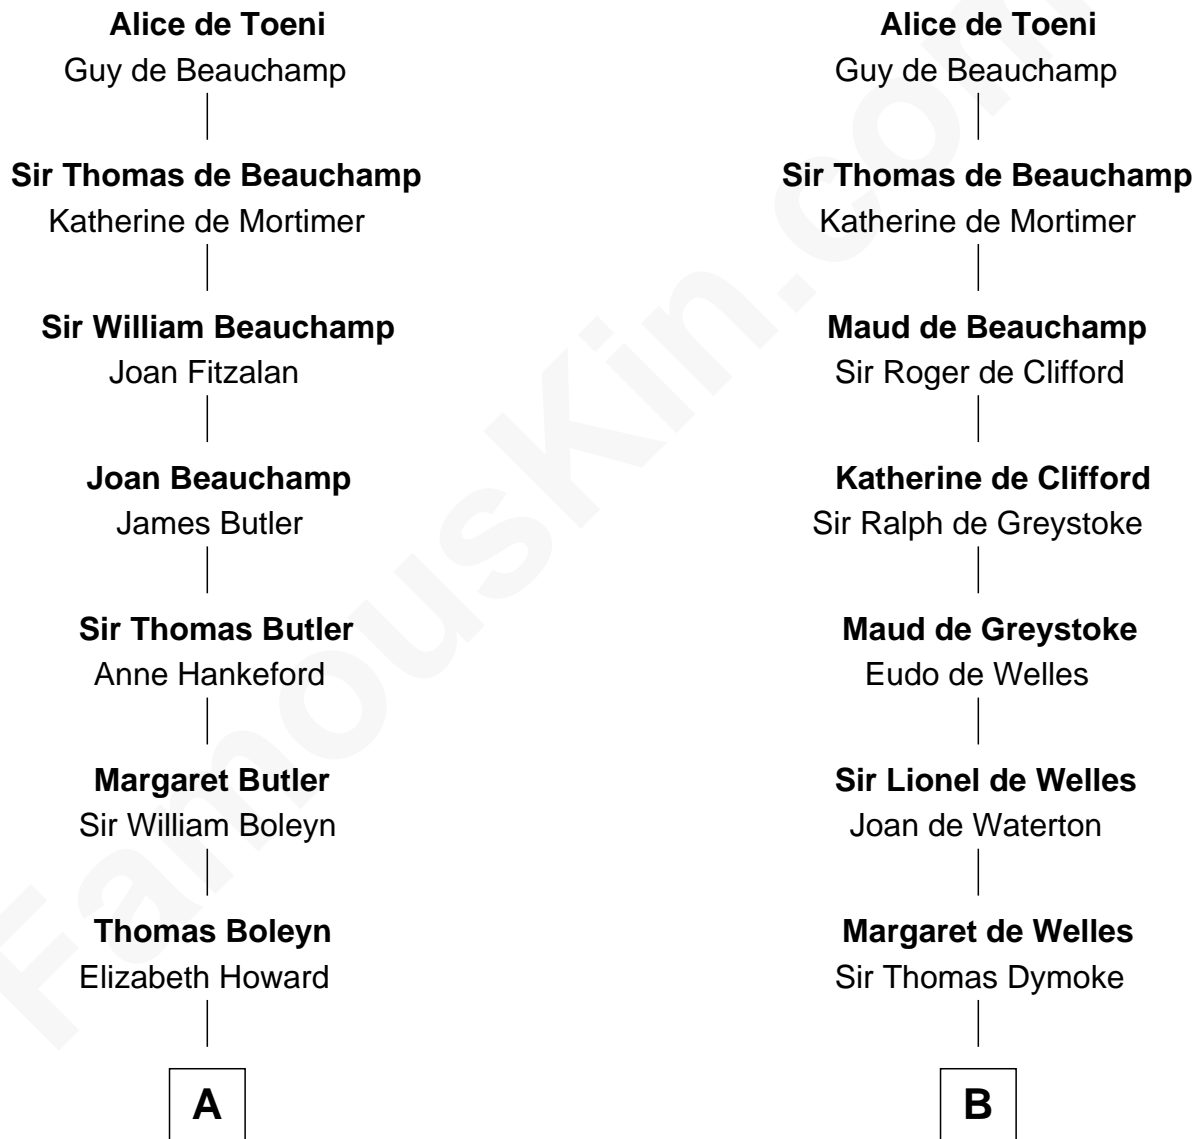 Alice de Toeni
Guy de Beauchamp
Sir Thomas de Beauchamp
Katherine de Mortimer
Sir William Beauchamp
Joan Fitzalan
Joan Beauchamp
James Butler
Sir Thomas Butler
Anne Hankeford
Margaret Butler
Sir William Boleyn
Thomas Boleyn
Elizabeth Howard
A
Alice de Toeni
Guy de Beauchamp
Sir Thomas de Beauchamp
Katherine de Mortimer
Maud de Beauchamp
Sir Roger de Clifford
Katherine de Clifford
Sir Ralph de Greystoke
Maud de Greystoke
Eudo de Welles
Sir Lionel de Welles
Joan de Waterton
Margaret de Welles
Sir Thomas Dymoke
B
FamousKin.com